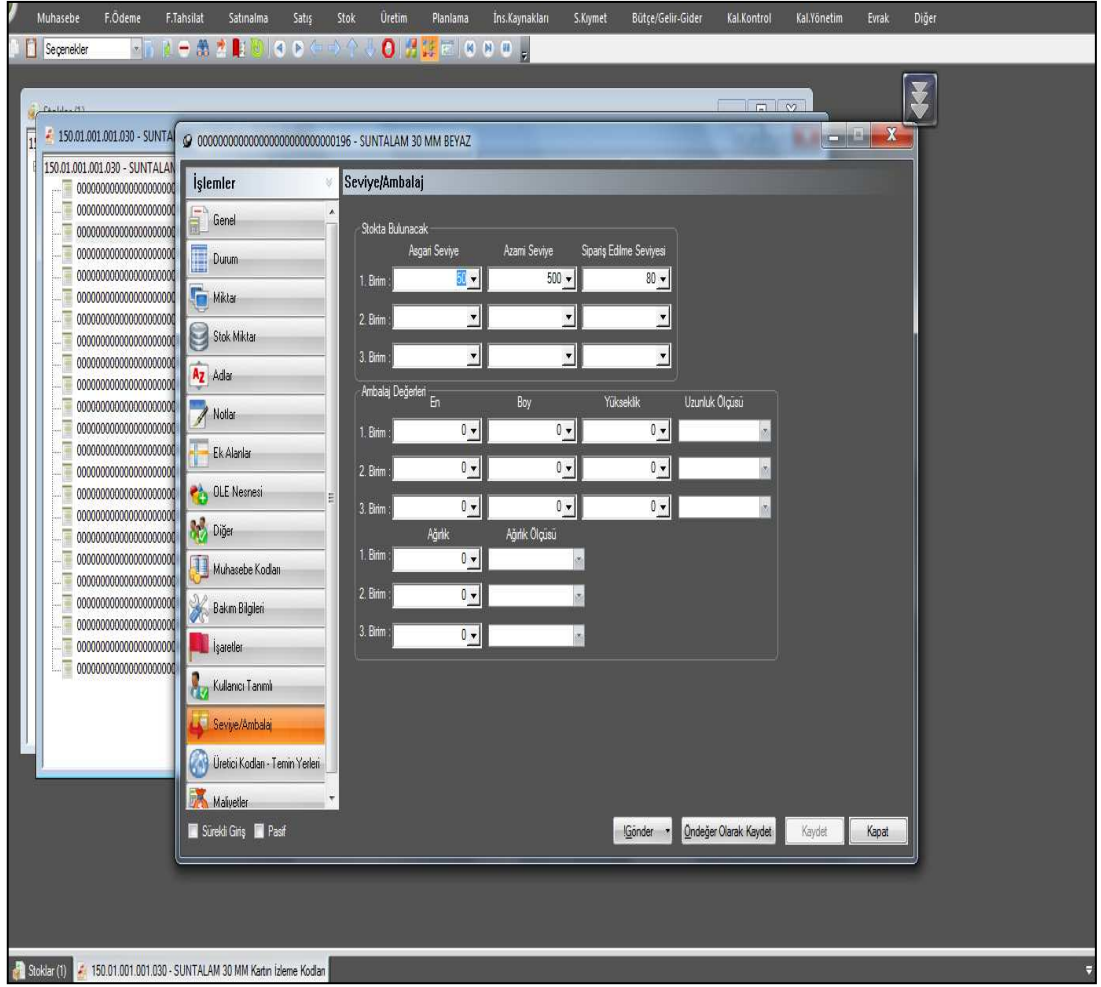 Muhasebe F.Ödeme F.Tahsilat Satınalma Satış Stok Üretim Planlama İns.Kaynakları S.Kıymet Bütçe/Gelir-Gider Kal.Kontrol Kal.Yönetim Evrak Diğer
Seçenekler
Stoklar (1)
150.01.001.001.030 - SUNTA
150.01.001.001.030 - SUNTALAM
SUNTALAM 30 MM BEYAZ
İşlemler
Seviye/Ambalaj
Genel
Durum
Miktar
Stok Miktar
Adlar
Notlar
Ek Alanlar
OLE Nesnesi
Diğer
Muhasebe Kodları
Bakım Bilgileri
İşaretler
Kullanıcı Tanımlı
Seviye/Ambalaj
Üretici Kodları - Temin Yerleri
Maliyetler
Stokta Bulunacak
Asgari Seviye Azami Seviye Sipariş Edilme Seviyesi
1. Birim : 50 500 80
2. Birim :
3. Birim :
Ambalaj Değerleri
En Boy Yükseklik Uzunluk Ölçüsü
1. Birim : 0 0 0
2. Birim : 0 0 0
3. Birim : 0 0 0
Ağırlık Ağırlık Ölçüsü
1. Birim : 0
2. Birim : 0
3. Birim : 0
Sürekli Giriş Pasif
!Gönder Öndeğer Olarak Kaydet Kaydet Kapat
Stoklar (1) 150.01.001.001.030 - SUNTALAM 30 MM Kartın İzleme Kodları